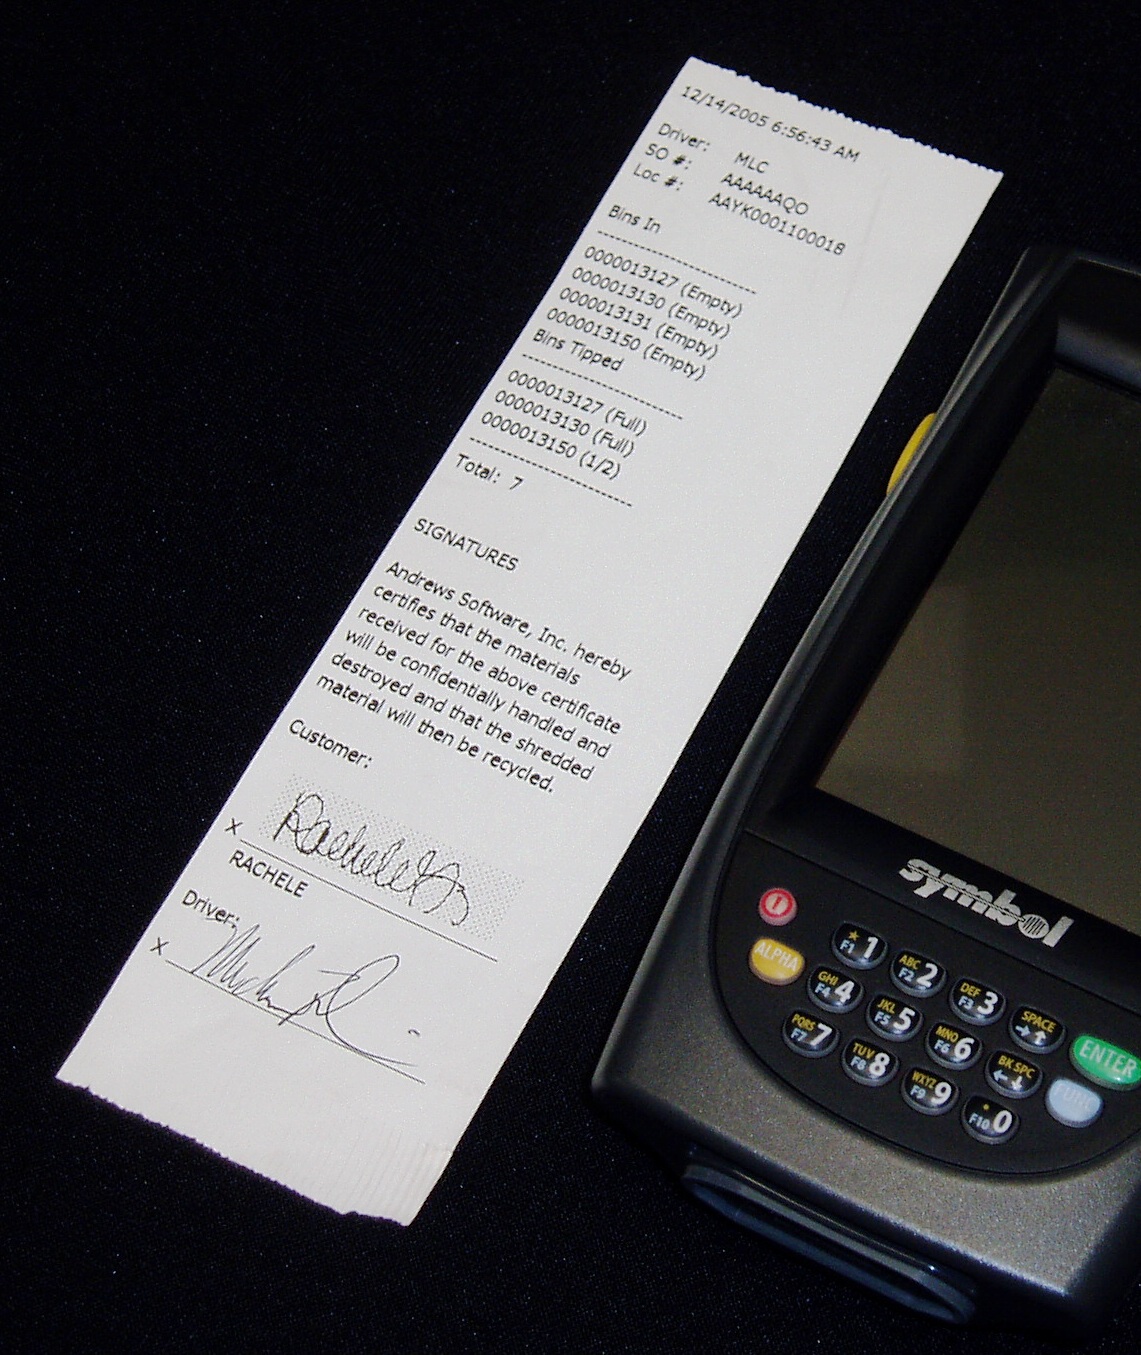 12/14/2005 6:56:43 AM
Driver: MLC
SO #: AAAAAAQO
Loc #: AAYK0001100018
Bins In
--------------------------
0000013127 (Empty)
0000013130 (Empty)
0000013131 (Empty)
0000013150 (Empty)
Bins Tipped
--------------------------
0000013127 (Full)
0000013130 (Full)
0000013150 (1/2)
--------------------------
Total: 7
SIGNATURES
Andrews Software, Inc. hereby
certifies that the materials
received for the above certificate
will be confidentially handled and
destroyed and that the shredded
material will then be recycled.
Customer:
X
RACHELE
Driver:
X
symbol
* F1 1
ABC F2 2
DEF F3 3
SPACE
ALPHA
GHI F4 4
JKL F5 5
MNO F6 6
BKSPC
ENTER
PQRS F7 7
TUV F8 8
WXYZ F9 9
F10 0
FUNC